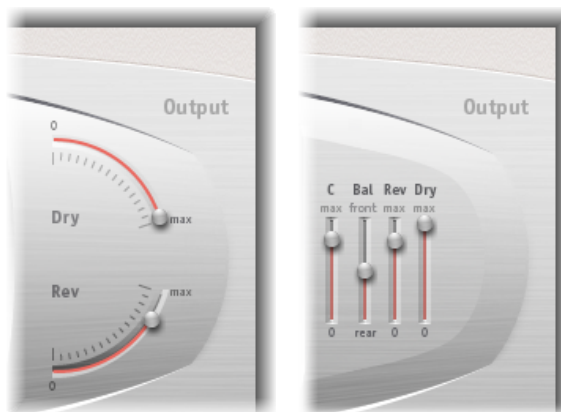 Output
0
Dry
max
Rev
max
0
Output
C Bal Rev Dry
max front max max
0 rear 0 0